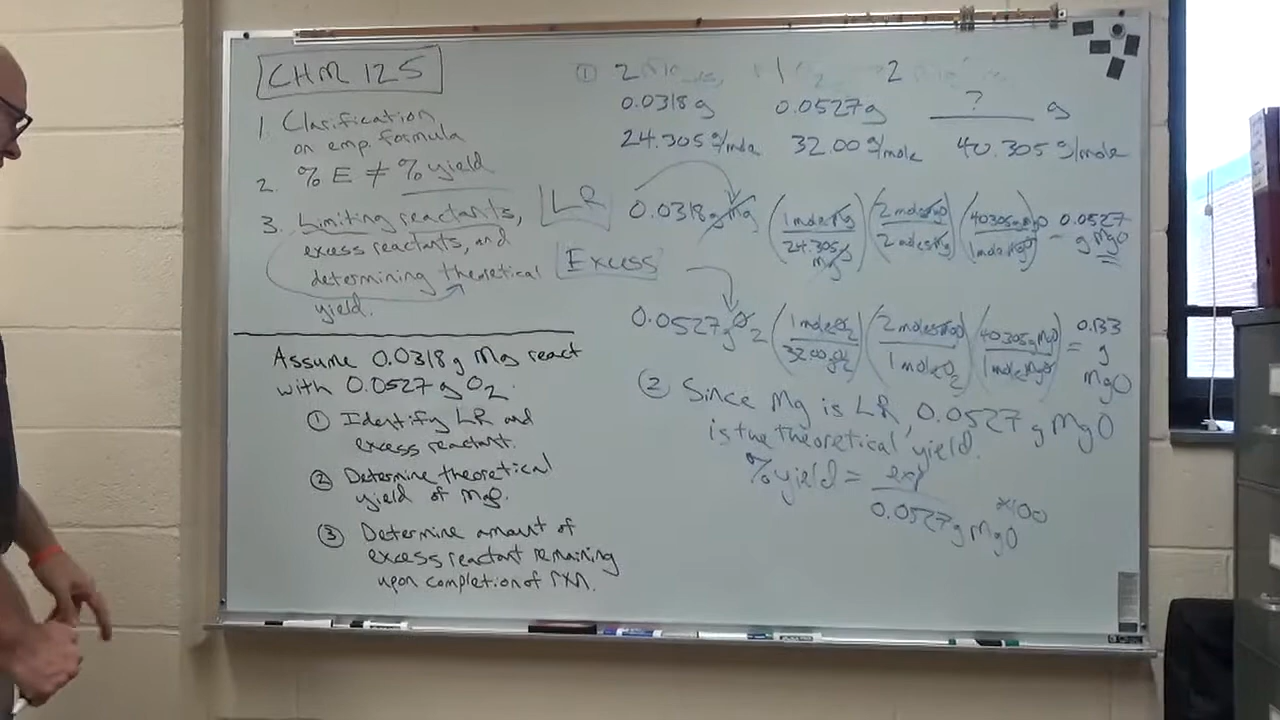 CHM 125
1. Clarification
on emp. formula
2. % E ≠ % yield
3. Limiting reactants,
excess reactants, and
determining theoretical
yield.
LR
Excess
Assume 0.0318 g Mg react
with 0.0527 g O2.
① Identify LR and
excess reactant.
② Determine theoretical
yield of MgO.
③ Determine amount of
excess reactant remaining
upon completion of rxn.
① 2 1 O2 2
0.0318 g 0.0527 g ? g
24.305 g/mole 32.00 g/mole 40.305 g/mole
0.0318 g Mg (1 mole Mg / 24.305 g Mg) (2 moles MgO / 2 moles Mg) (40.305 g MgO / 1 mole MgO) = 0.0527 g MgO
0.0527 g O2 (1 mole O2 / 32.00 g O2) (2 moles MgO / 1 mole O2) (40.305 g MgO / 1 mole MgO) = 0.133 g MgO
② Since Mg is LR, 0.0527 g MgO
is the theoretical yield.
% yield = exp / 0.0527 g MgO x100